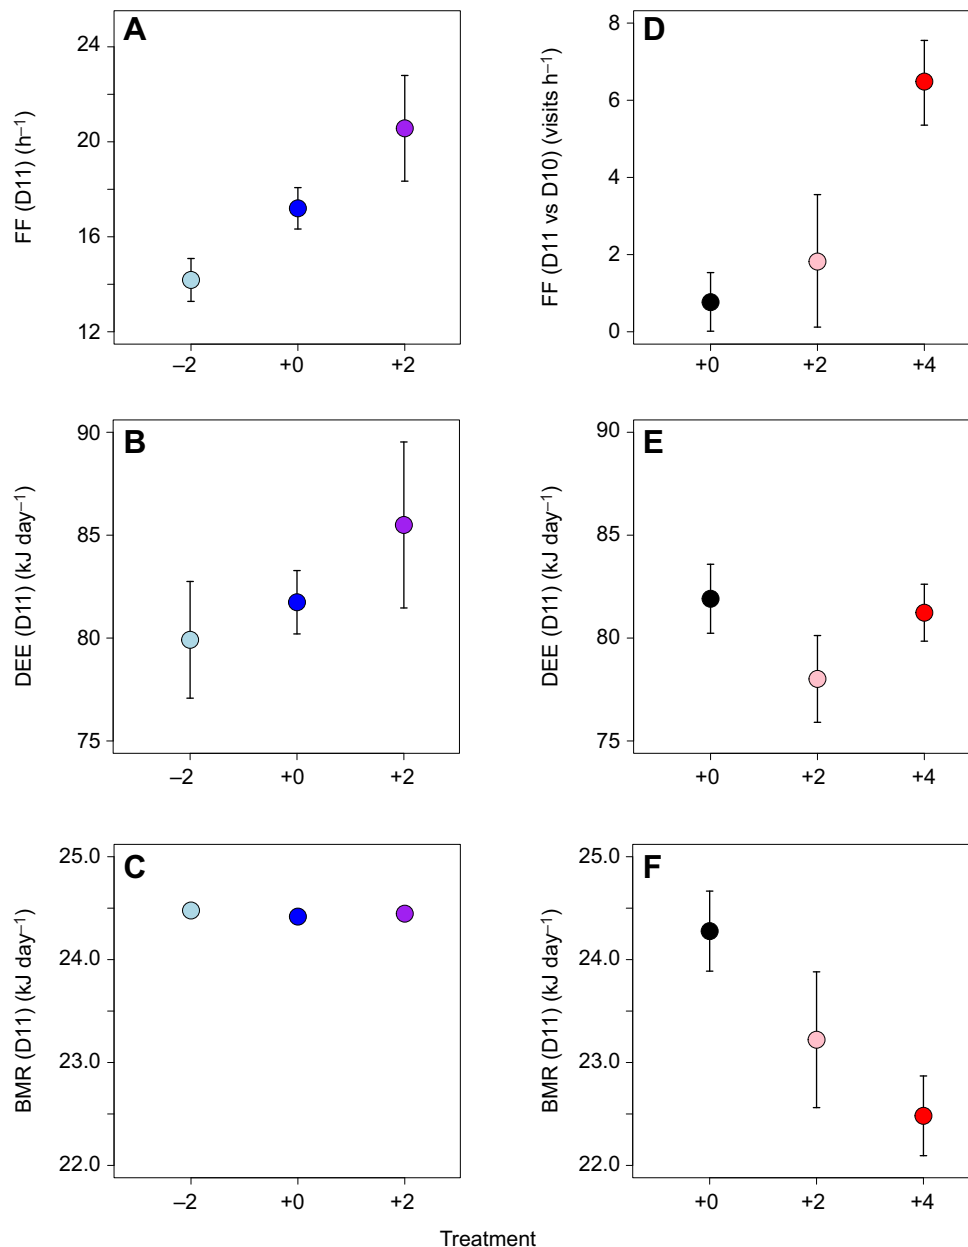 A
FF (D11) (h⁻¹)
24
20
16
12
–2 +0 +2
D
FF (D11 vs D10) (visits h⁻¹)
8
6
4
2
0
+0 +2 +4
B
DEE (D11) (kJ day⁻¹)
90
85
80
75
–2 +0 +2
E
DEE (D11) (kJ day⁻¹)
90
85
80
75
+0 +2 +4
C
BMR (D11) (kJ day⁻¹)
25.0
24.0
23.0
22.0
–2 +0 +2
F
BMR (D11) (kJ day⁻¹)
25.0
24.0
23.0
22.0
+0 +2 +4
Treatment